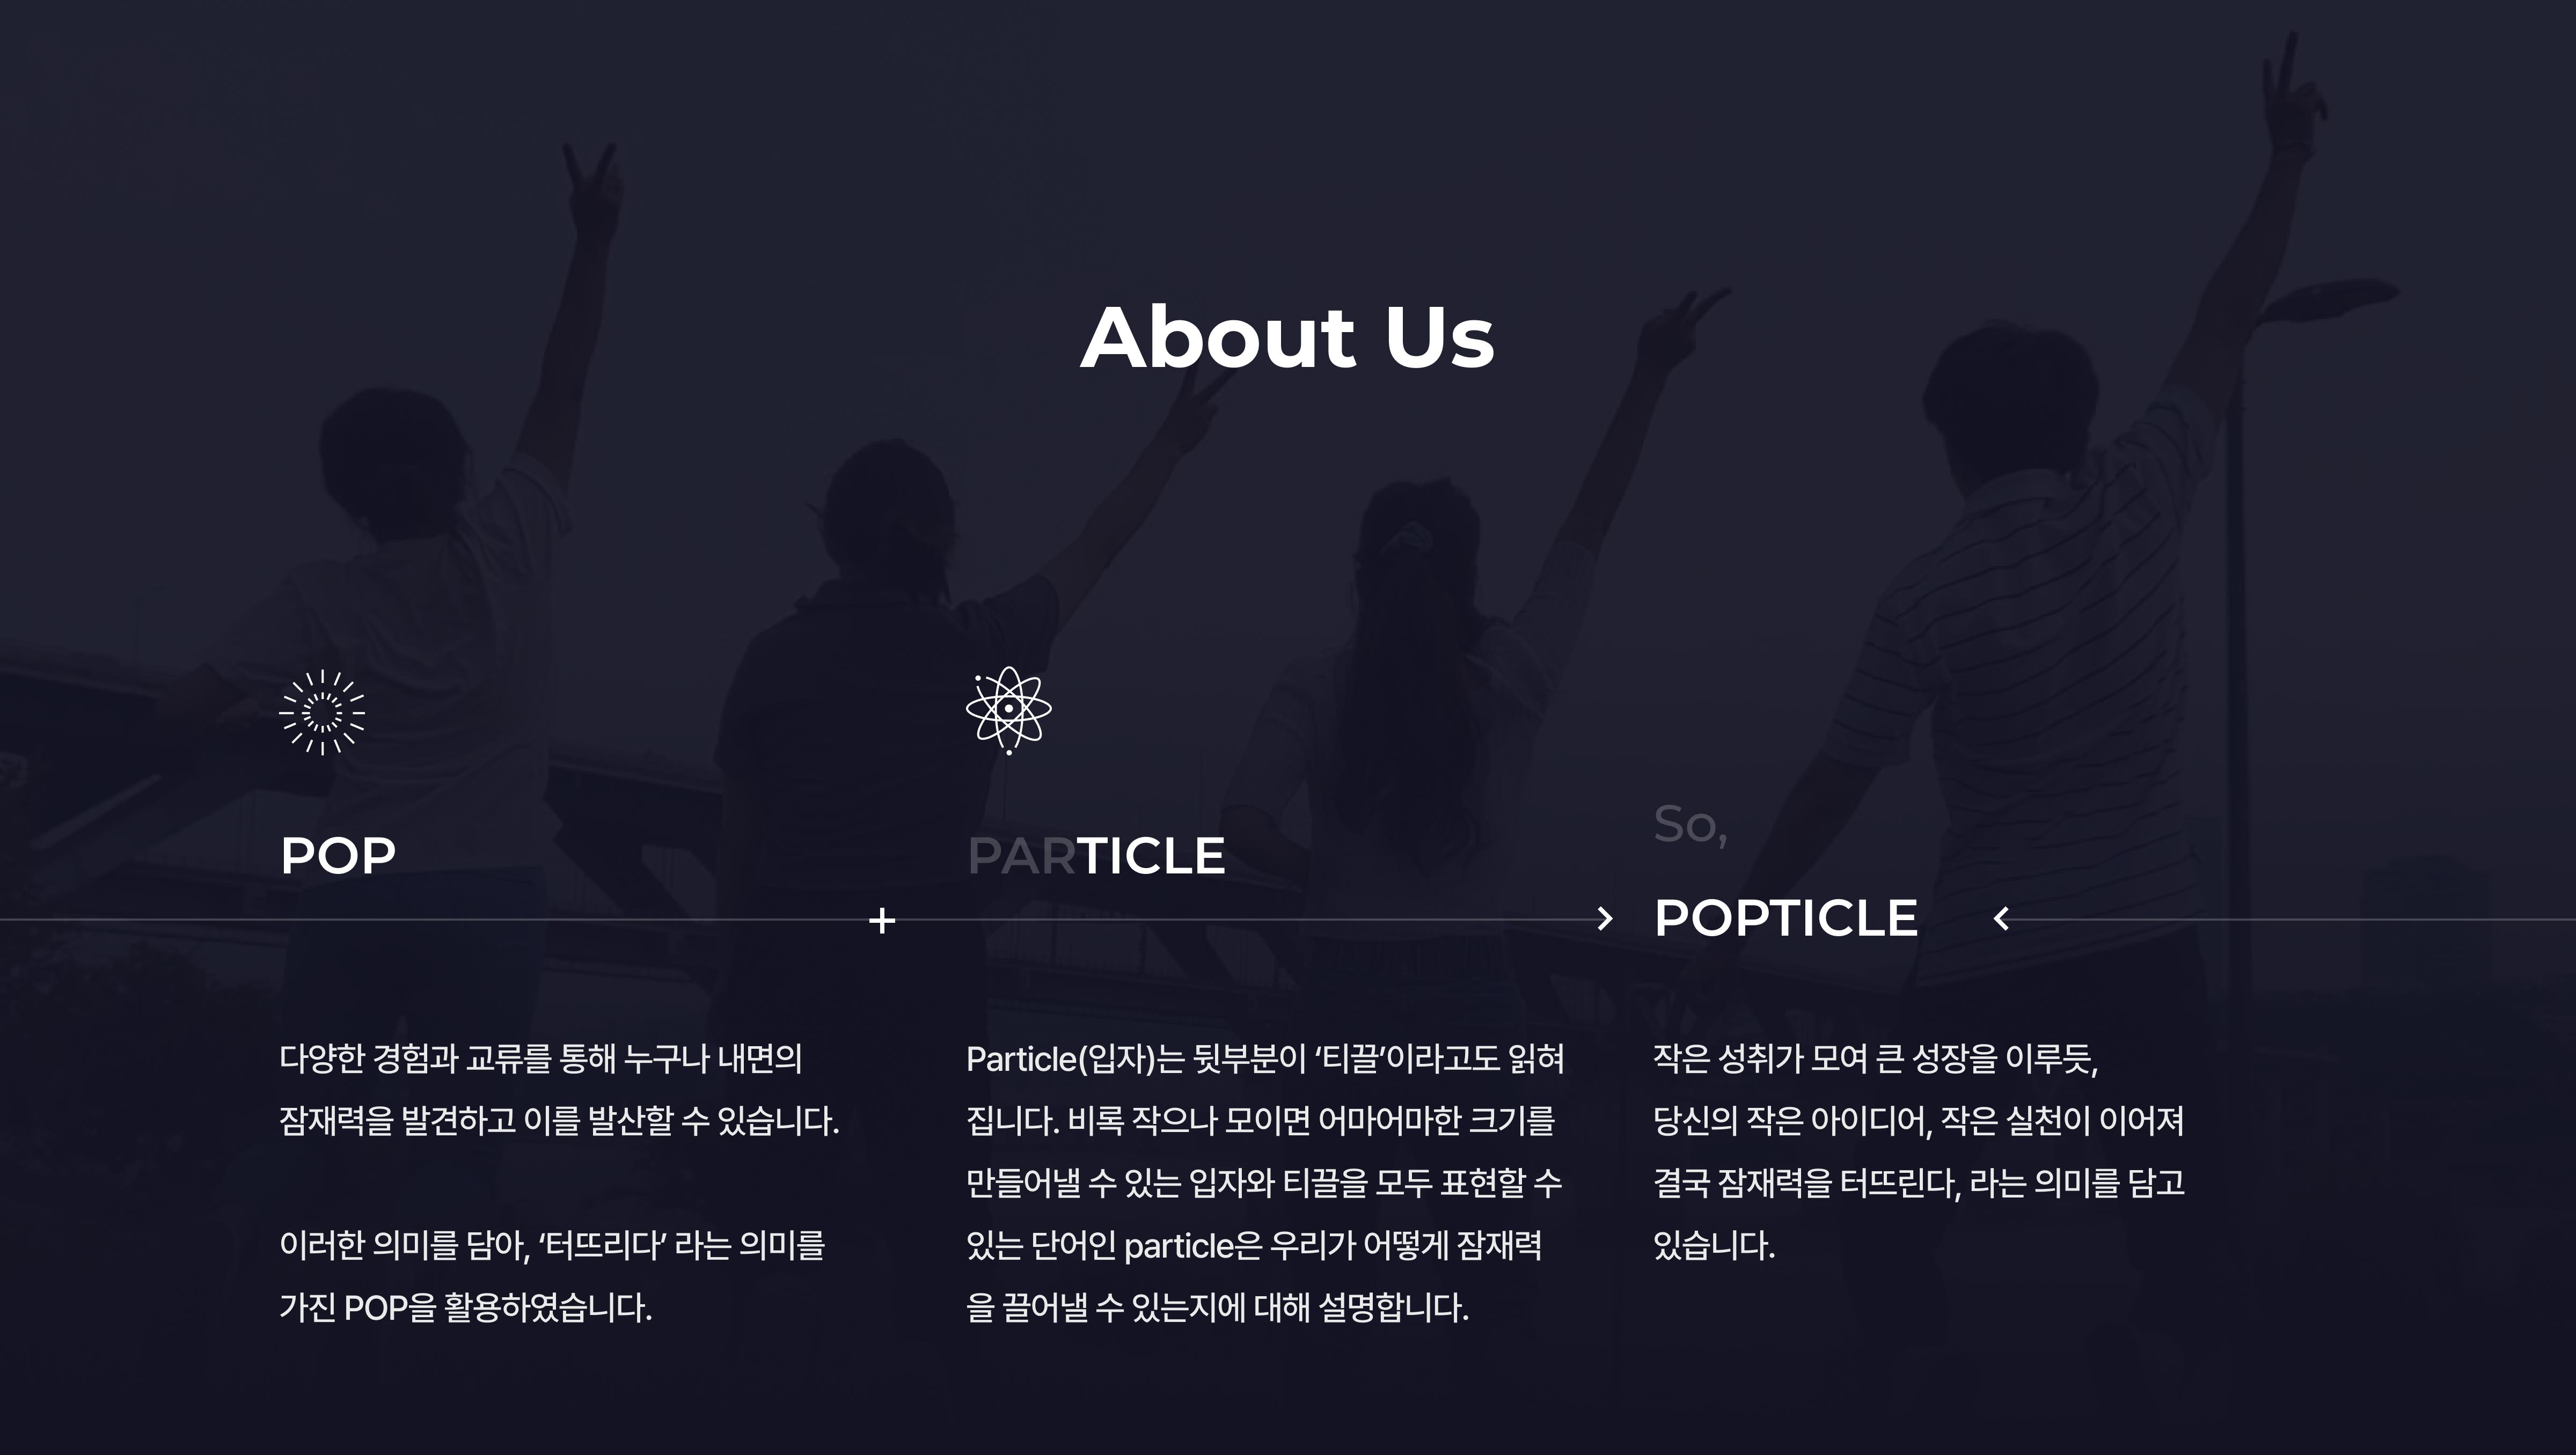 About Us
POP
다양한 경험과 교류를 통해 누구나 내면의
잠재력을 발견하고 이를 발산할 수 있습니다.
이러한 의미를 담아, ‘터뜨리다’ 라는 의미를
가진 POP을 활용하였습니다.
+
PARTICLE
Particle(입자)는 뒷부분이 ‘티끌’이라고도 읽혀
집니다. 비록 작으나 모이면 어마어마한 크기를
만들어낼 수 있는 입자와 티끌을 모두 표현할 수
있는 단어인 particle은 우리가 어떻게 잠재력
을 끌어낼 수 있는지에 대해 설명합니다.
So,
POPTICLE
작은 성취가 모여 큰 성장을 이루듯,
당신의 작은 아이디어, 작은 실천이 이어져
결국 잠재력을 터뜨린다, 라는 의미를 담고
있습니다.